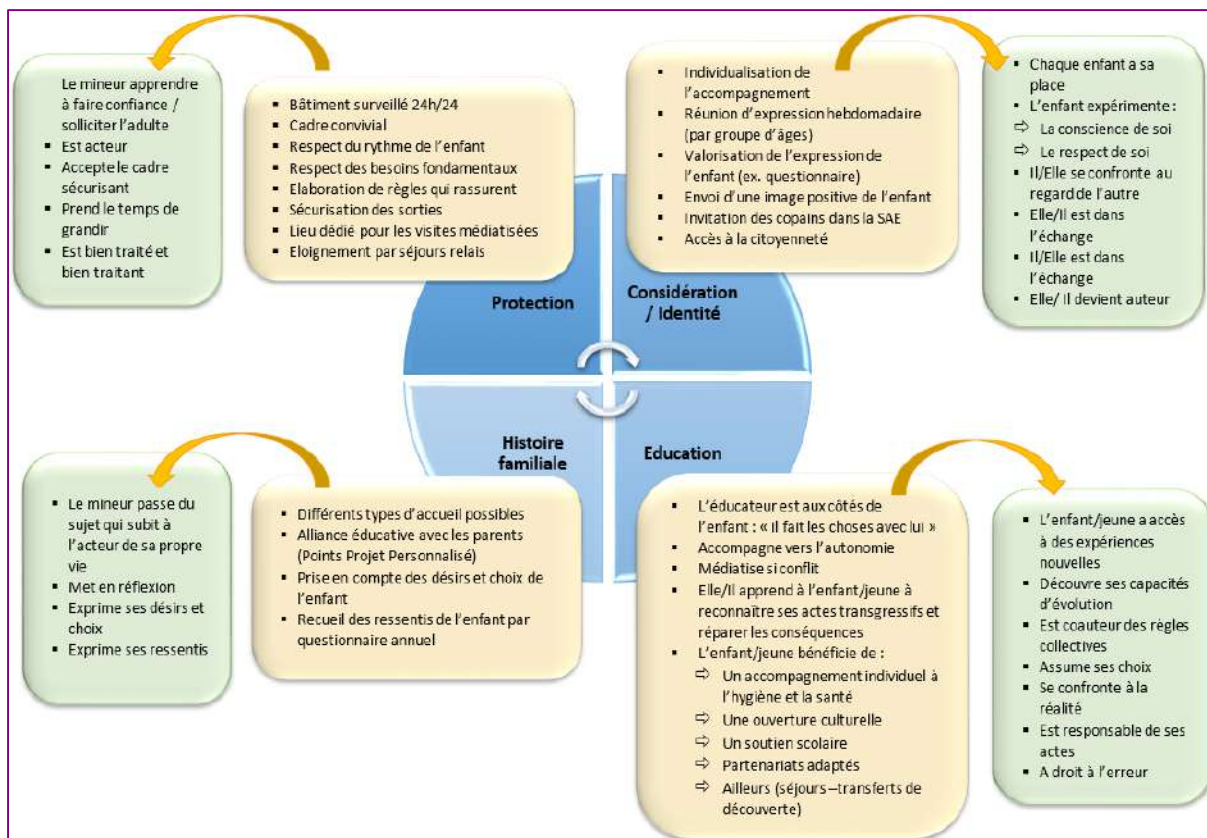 Le mineur apprendre
à faire confiance /
solliciter l'adulte
▪ Est acteur
▪ Accepte le cadre
sécurisant
▪ Prend le temps de
grandir
▪ Est bien traité et
bien traitant
▪ Bâtiment surveillé 24h/24
▪ Cadre convivial
▪ Respect du rythme de l'enfant
▪ Respect des besoins fondamentaux
▪ Elaboration de règles qui rassurent
▪ Sécurisation des sorties
▪ Lieu dédié pour les visites médiatisées
▪ Eloignement par séjours relais
▪ Individualisation de
l'accompagnement
▪ Réunion d'expression hebdomadaire
(par groupe d'âges)
▪ Valorisation de l'expression de
l'enfant (ex. questionnaire)
▪ Envoi d'une image positive de l'enfant
▪ Invitation des copains dans la SAE
▪ Accès à la citoyenneté
▪ Chaque enfant a sa
place
▪ L'enfant expérimente :
⇨ La conscience de soi
⇨ Le respect de soi
▪ Il/Elle se confronte au
regard de l'autre
▪ Elle/Il est dans
l'échange
▪ Il/Elle est dans
l'échange
▪ Elle/ Il devient auteur
Protection
Considération
/ Identité
Histoire
familiale
Education
▪ Le mineur passe du
sujet qui subit à
l'acteur de sa propre
vie
▪ Met en réflexion
▪ Exprime ses désirs et
choix
▪ Exprime ses ressentis
▪ Différents types d'accueil possibles
▪ Alliance éducative avec les parents
(Points Projet Personnalisé)
▪ Prise en compte des désirs et choix de
l'enfant
▪ Recueil des ressentis de l'enfant par
questionnaire annuel
▪ L'éducateur est aux côtés de
l'enfant : « il fait les choses avec lui »
▪ Accompagne vers l'autonomie
▪ Médiatise si conflit
▪ Elle/Il apprend à l'enfant/jeune à
reconnaître ses actes transgressifs et
réparer les conséquences
▪ L'enfant/jeune bénéficie de :
⇨ Un accompagnement individuel à
l'hygiène et la santé
⇨ Une ouverture culturelle
⇨ Un soutien scolaire
⇨ Partenariats adaptés
⇨ Ailleurs (séjours –transferts de
découverte)
▪ L'enfant/jeune a accès
à des expériences
nouvelles
▪ Découvre ses capacités
d'évolution
▪ Est coauteur des règles
collectives
▪ Assume ses choix
▪ Se confronte à la
réalité
▪ Est responsable de ses
actes
▪ A droit à l'erreur